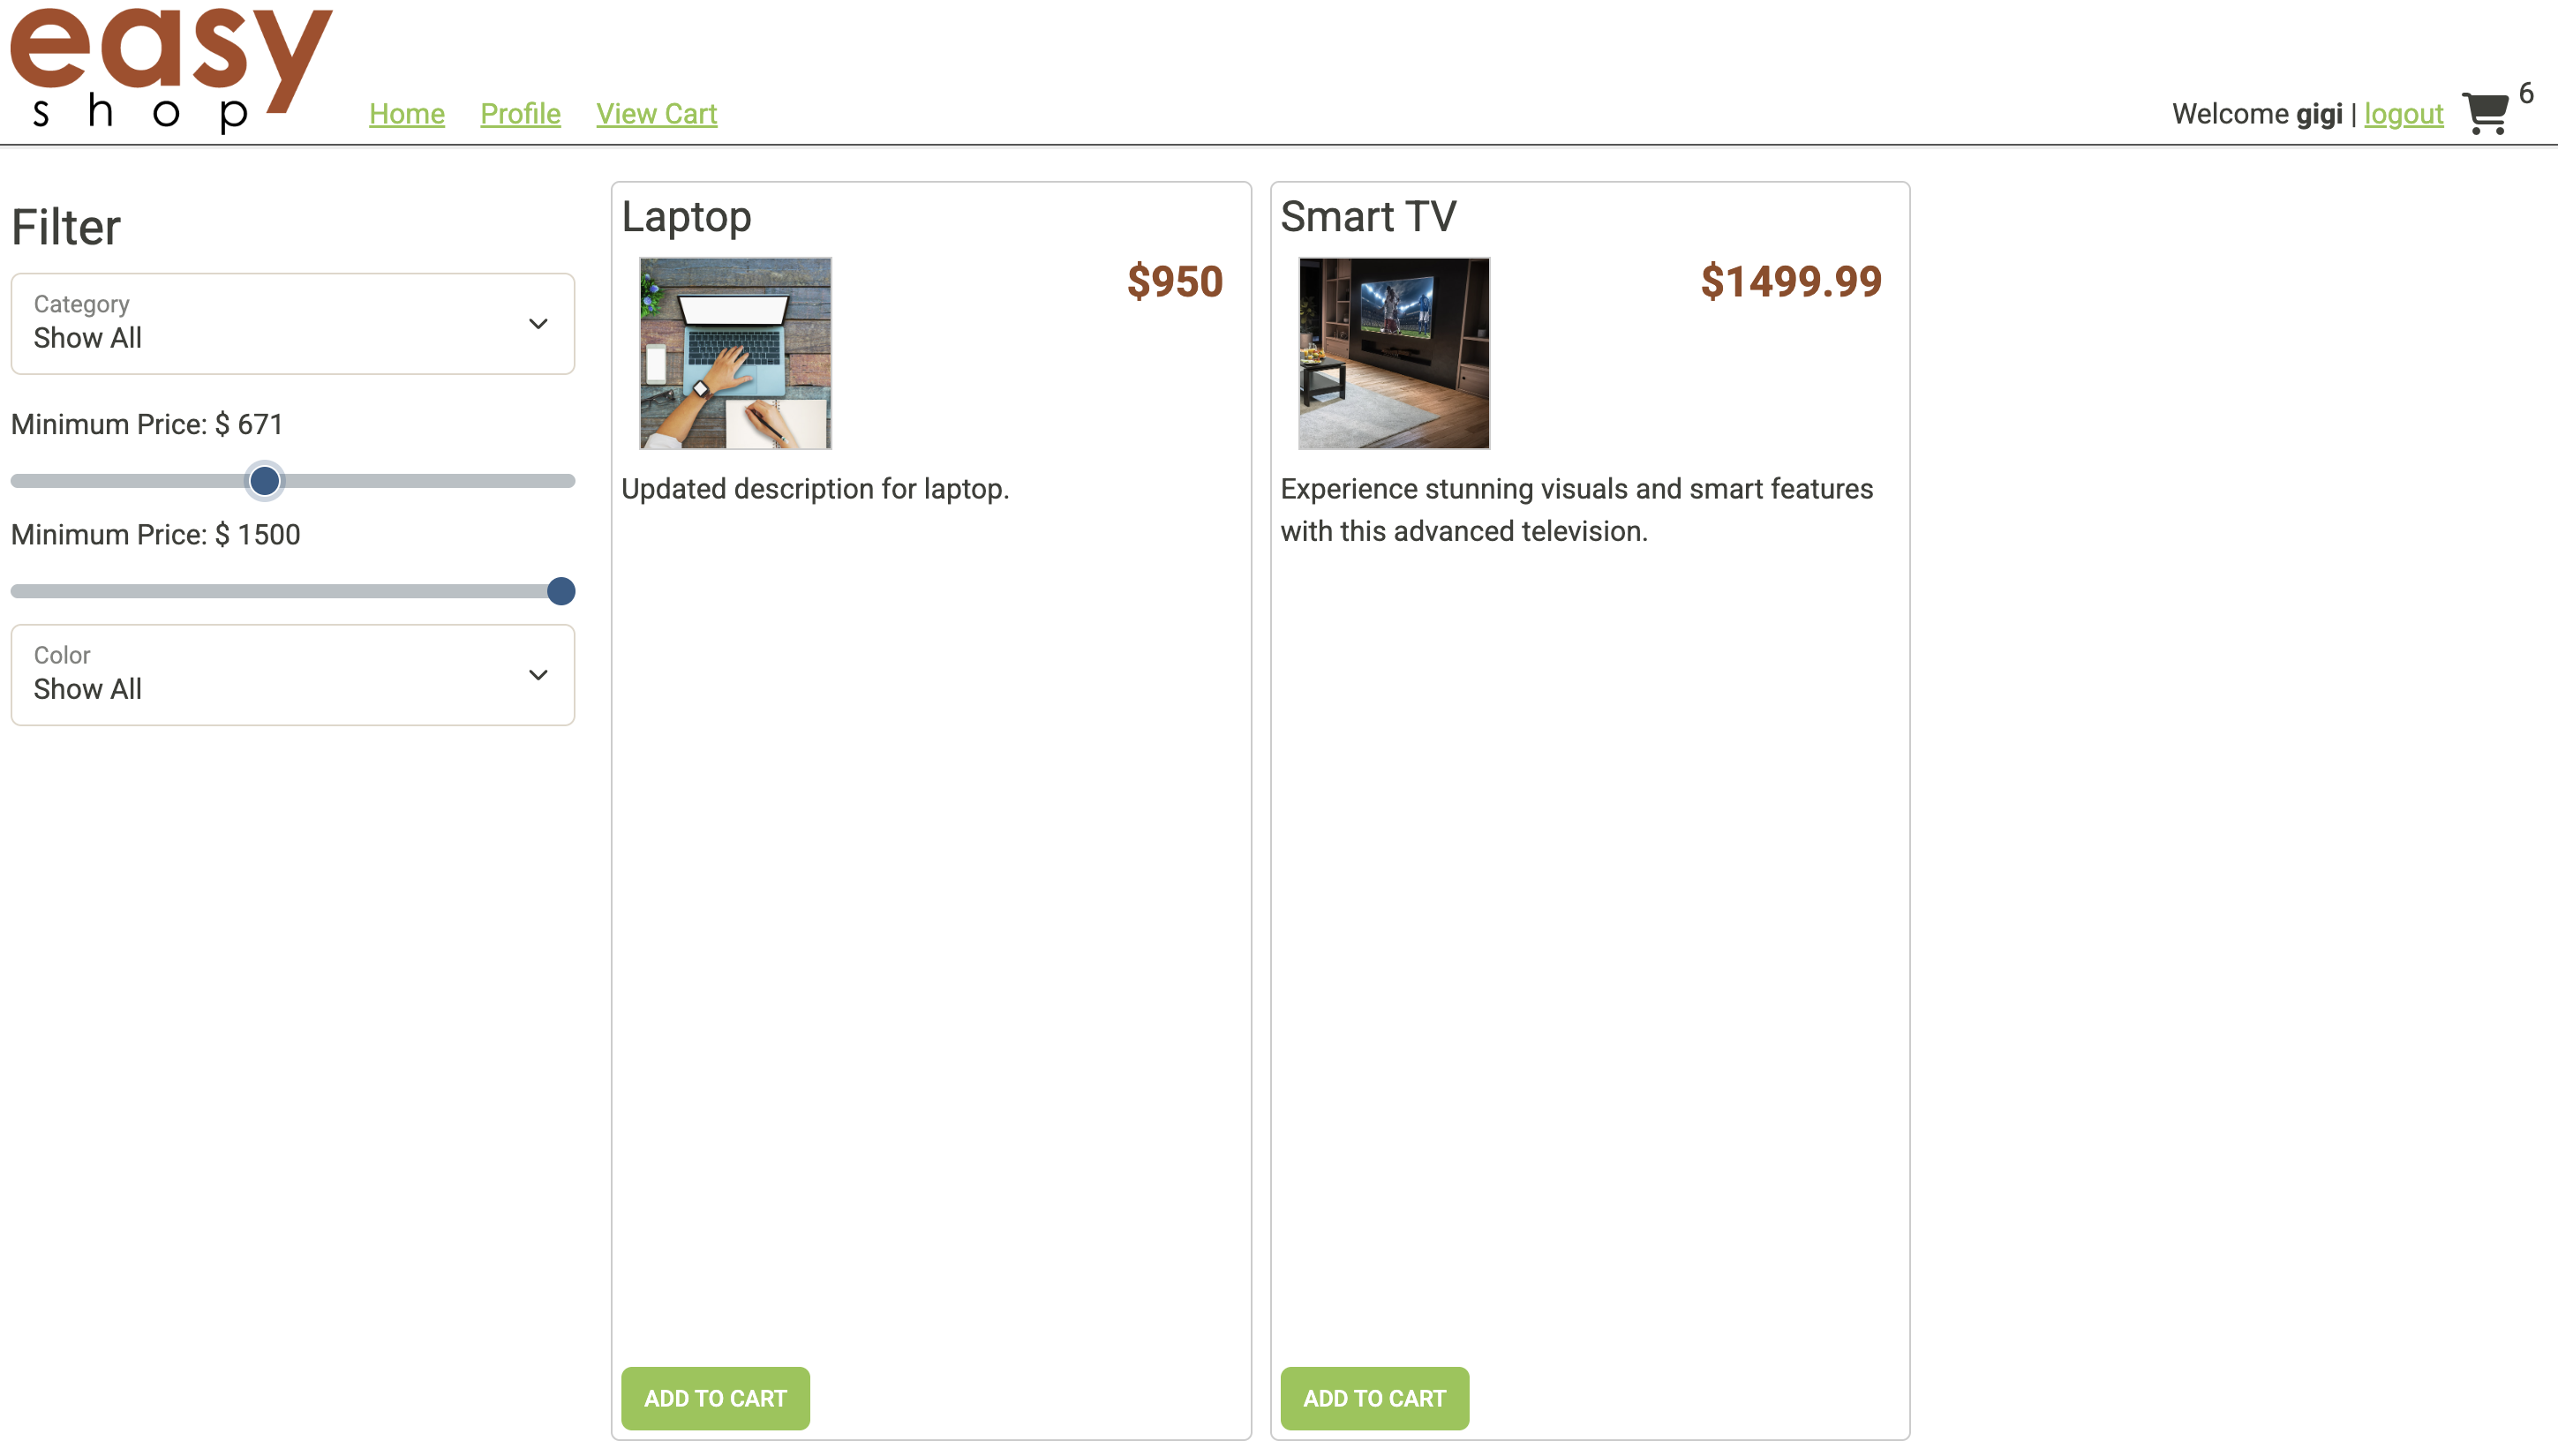 easy
shop
Home Profile View Cart
Welcome gigi | logout
6
Filter
Category
Show All
Minimum Price: $ 671
Minimum Price: $ 1500
Color
Show All
Laptop
$950
Updated description for laptop.
ADD TO CART
Smart TV
$1499.99
Experience stunning visuals and smart features
with this advanced television.
ADD TO CART